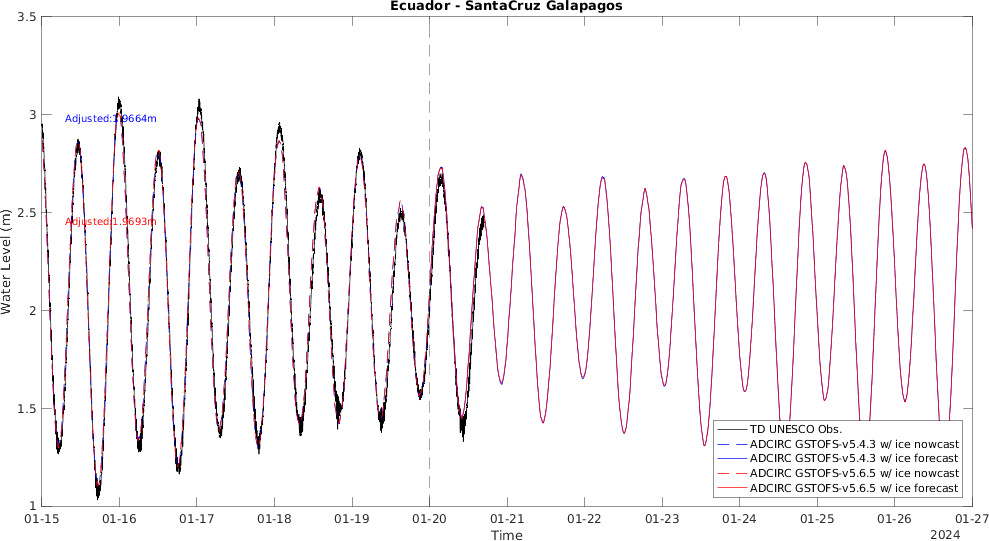 Ecuador - SantaCruz Galapagos
3.5
3
2.5
2
1.5
1
Water Level (m)
Adjusted:1.9664m
Adjusted:1.9693m
01-15
01-16
01-17
01-18
01-19
01-20
01-21
01-22
01-23
01-24
01-25
01-26
01-27
Time
2024
TD UNESCO Obs.
ADCIRC GSTOFS-v5.4.3 w/ ice nowcast
ADCIRC GSTOFS-v5.4.3 w/ ice forecast
ADCIRC GSTOFS-v5.6.5 w/ ice nowcast
ADCIRC GSTOFS-v5.6.5 w/ ice forecast